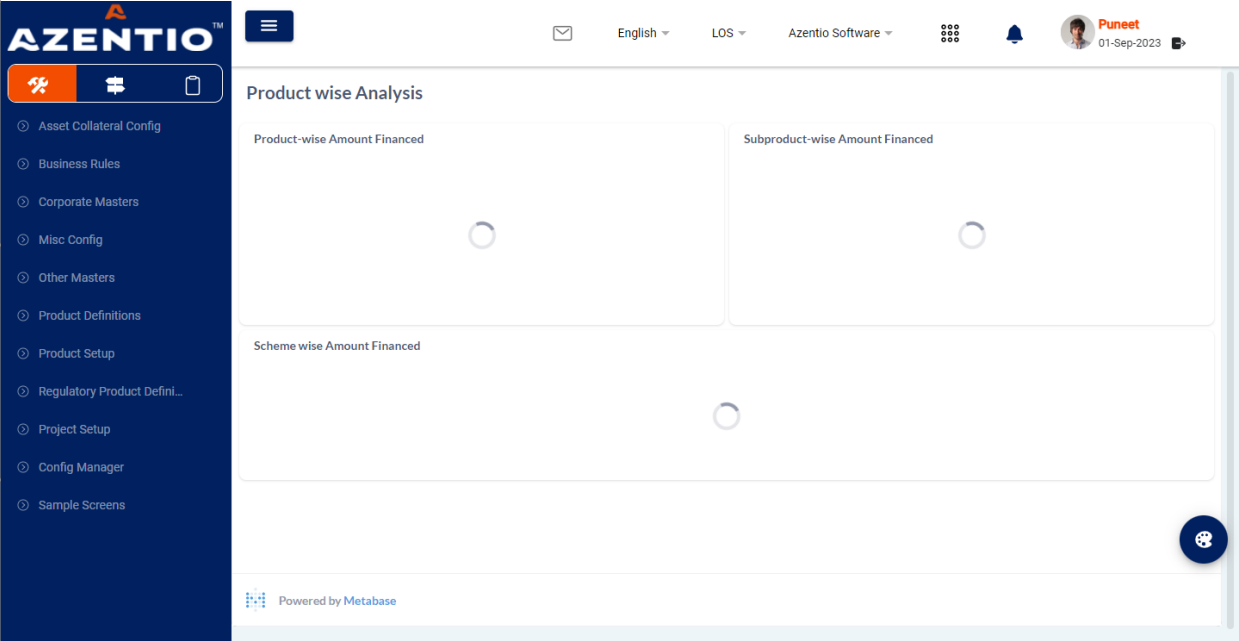 AZENTIO™
English
LOS
Azentio Software
Puneet
01-Sep-2023
Asset Collateral Config
Business Rules
Corporate Masters
Misc Config
Other Masters
Product Definitions
Product Setup
Regulatory Product Defini...
Project Setup
Config Manager
Sample Screens
Product wise Analysis
Product-wise Amount Financed
Subproduct-wise Amount Financed
Scheme wise Amount Financed
Powered by Metabase